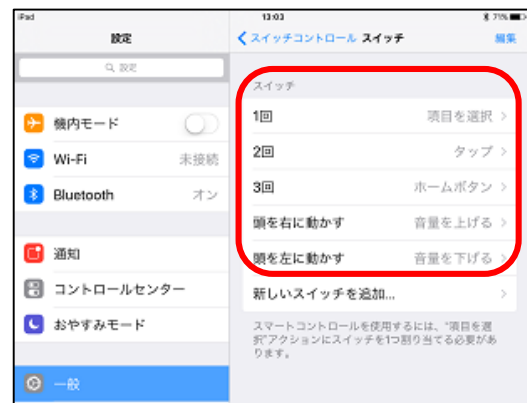 iPad
13:03
71%
設定
スイッチコントロール スイッチ
編集
設定
機内モード
Wi-Fi 未接続
Bluetooth オン
通知
コントロールセンター
おやすみモード
一般
スイッチ
1回 項目を選択
2回 タップ
3回 ホームボタン
頭を右に動かす 音量を上げる
頭を左に動かす 音量を下げる
新しいスイッチを追加...
スマートコントロールを使用するには、"項目を選
択"アクションにスイッチを1つ割り当てる必要があ
ります。